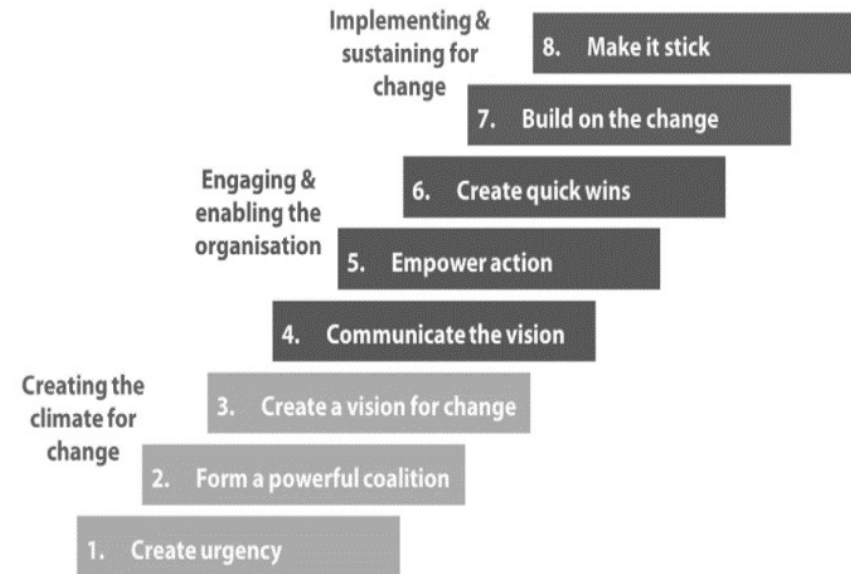 Implementing &
sustaining for
change
8. Make it stick
7. Build on the change
Engaging &
enabling the
organisation
6. Create quick wins
5. Empower action
4. Communicate the vision
Creating the
climate for
change
3. Create a vision for change
2. Form a powerful coalition
1. Create urgency